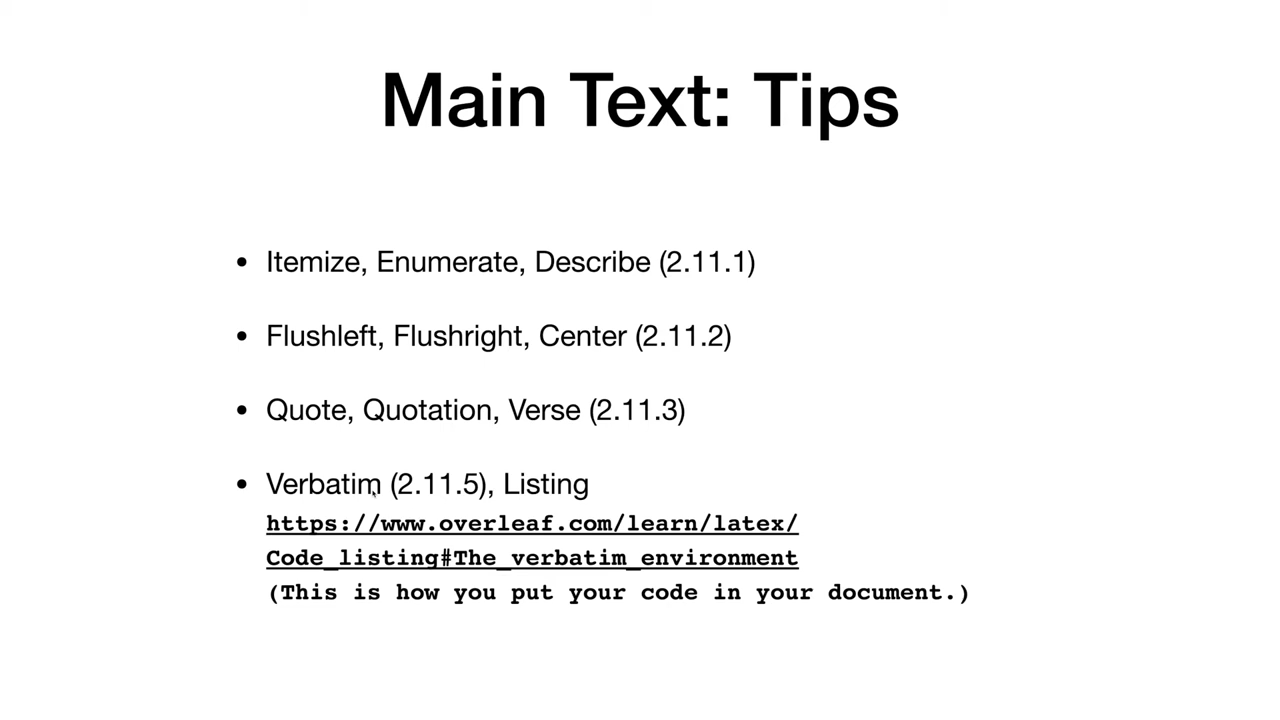 Main Text: Tips
• Itemize, Enumerate, Describe (2.11.1)
• Flushleft, Flushright, Center (2.11.2)
• Quote, Quotation, Verse (2.11.3)
• Verbatim (2.11.5), Listing
https://www.overleaf.com/learn/latex/
Code_listing#The_verbatim_environment
(This is how you put your code in your document.)